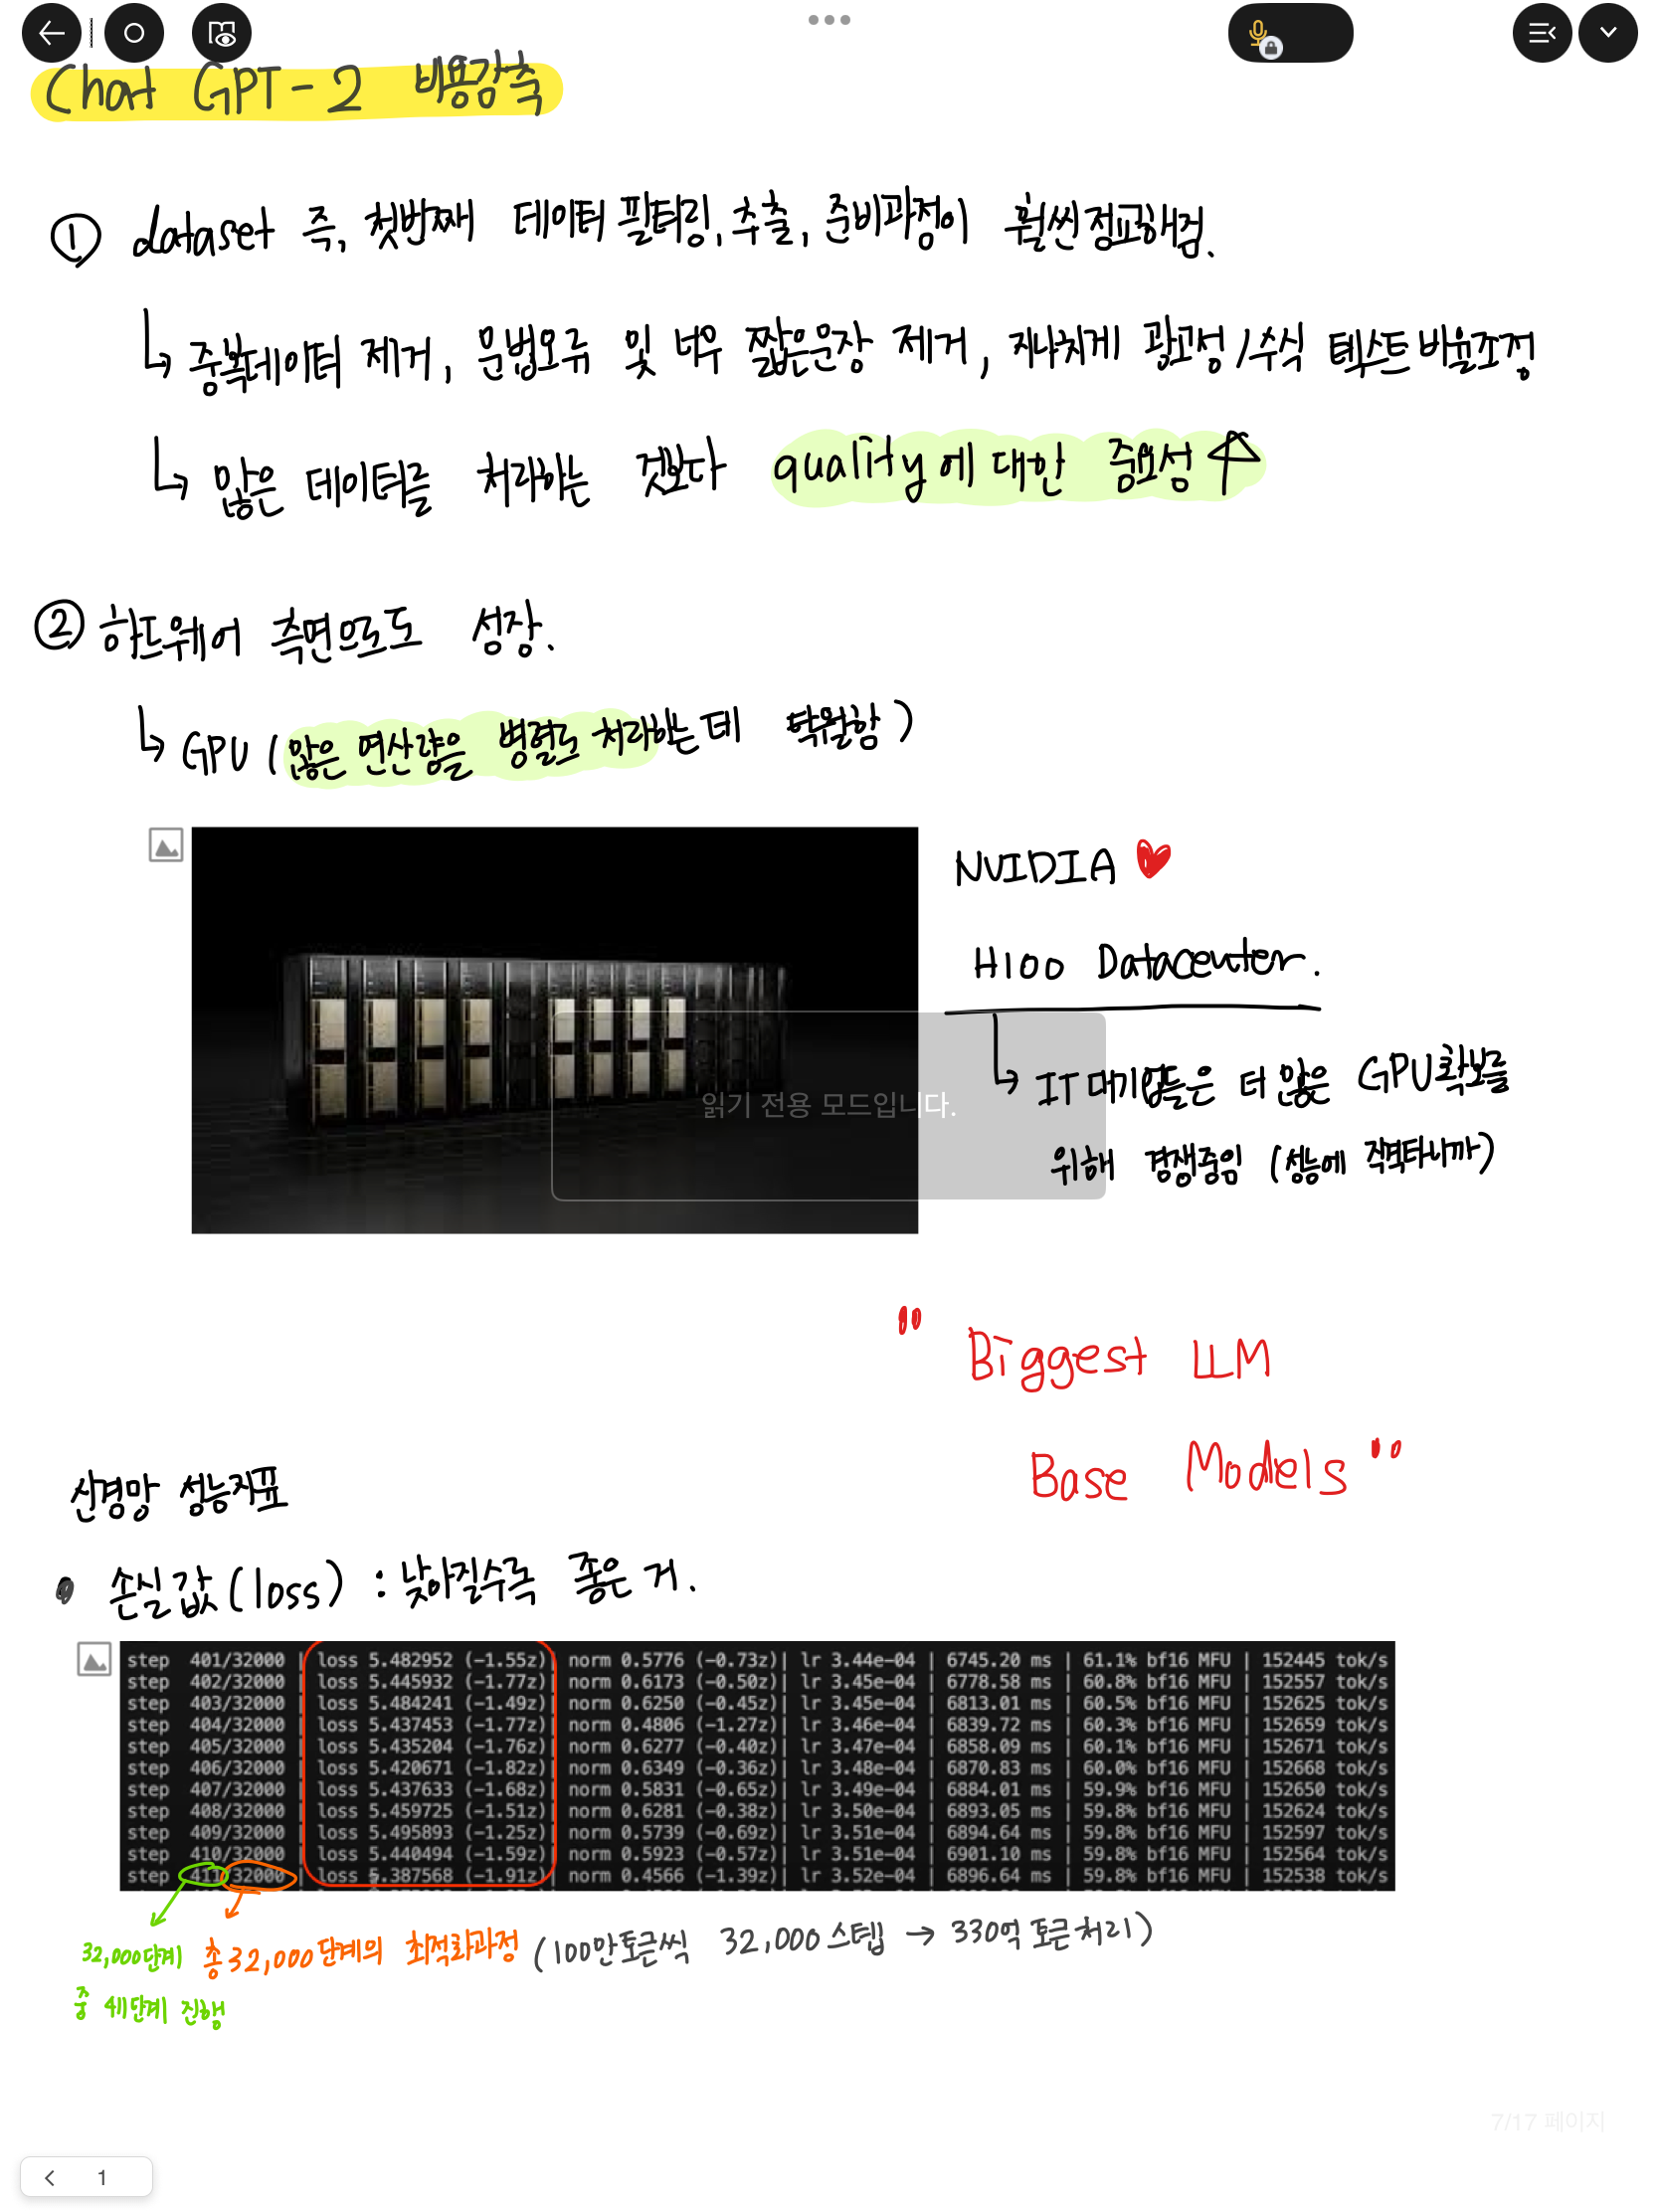 Chat GPT-2 비용감축
① dataset 즉, 첫번째 데이터 필터링, 추출, 준비과정이 훨씬 정교해짐.
↳ 중복데이터 제거, 문법오류 및 너무 짧은문장 제거, 지나치게 광고성/수식 텍스트 비율조정
↳ 많은 데이터를 처리하는 것보다 quality에 대한 중요성 ↑
② 하드웨어 측면으로도 성장.
↳ GPU (많은 연산량을 병렬로 처리하는데 탁월함)
NVIDIA ♥
H100 Datacenter.
읽기 전용 모드입니다.
↳ IT 대기업들은 더 많은 GPU확보를
위해 경쟁중임 (성능에 직격타니까)
"Biggest LLM
Base Models"
신경망 성능지표
• 손실값(loss) : 낮아질수록 좋은 거.
step 401/32000 | loss 5.482952 (-1.55z)| norm 0.5776 (-0.73z)| lr 3.44e-04 | 6745.20 ms | 61.1% bf16 MFU | 152445 tok/s
step 402/32000 | loss 5.445932 (-1.77z)| norm 0.6173 (-0.50z)| lr 3.45e-04 | 6778.58 ms | 60.8% bf16 MFU | 152557 tok/s
step 403/32000 | loss 5.484241 (-1.49z)| norm 0.6250 (-0.45z)| lr 3.45e-04 | 6813.01 ms | 60.5% bf16 MFU | 152625 tok/s
step 404/32000 | loss 5.437453 (-1.77z)| norm 0.4806 (-1.27z)| lr 3.46e-04 | 6839.72 ms | 60.3% bf16 MFU | 152659 tok/s
step 405/32000 | loss 5.435204 (-1.76z)| norm 0.6277 (-0.40z)| lr 3.47e-04 | 6858.09 ms | 60.1% bf16 MFU | 152671 tok/s
step 406/32000 | loss 5.420671 (-1.82z)| norm 0.6349 (-0.36z)| lr 3.48e-04 | 6870.83 ms | 60.0% bf16 MFU | 152668 tok/s
step 407/32000 | loss 5.437633 (-1.68z)| norm 0.5831 (-0.65z)| lr 3.49e-04 | 6884.01 ms | 59.9% bf16 MFU | 152650 tok/s
step 408/32000 | loss 5.459725 (-1.51z)| norm 0.6281 (-0.38z)| lr 3.50e-04 | 6893.05 ms | 59.8% bf16 MFU | 152624 tok/s
step 409/32000 | loss 5.495893 (-1.25z)| norm 0.5739 (-0.69z)| lr 3.51e-04 | 6894.64 ms | 59.8% bf16 MFU | 152597 tok/s
step 410/32000 | loss 5.440494 (-1.59z)| norm 0.5923 (-0.57z)| lr 3.51e-04 | 6901.10 ms | 59.8% bf16 MFU | 152564 tok/s
step 411/32000 | loss 5.387568 (-1.91z)| norm 0.4566 (-1.39z)| lr 3.52e-04 | 6896.64 ms | 59.8% bf16 MFU | 152538 tok/s
총 32,000단계의 최적화과정 (100만토큰씩 32,000 스텝 → 330억 토큰처리)
32,000단계
중 411단계 진행
7/17 페이지
1